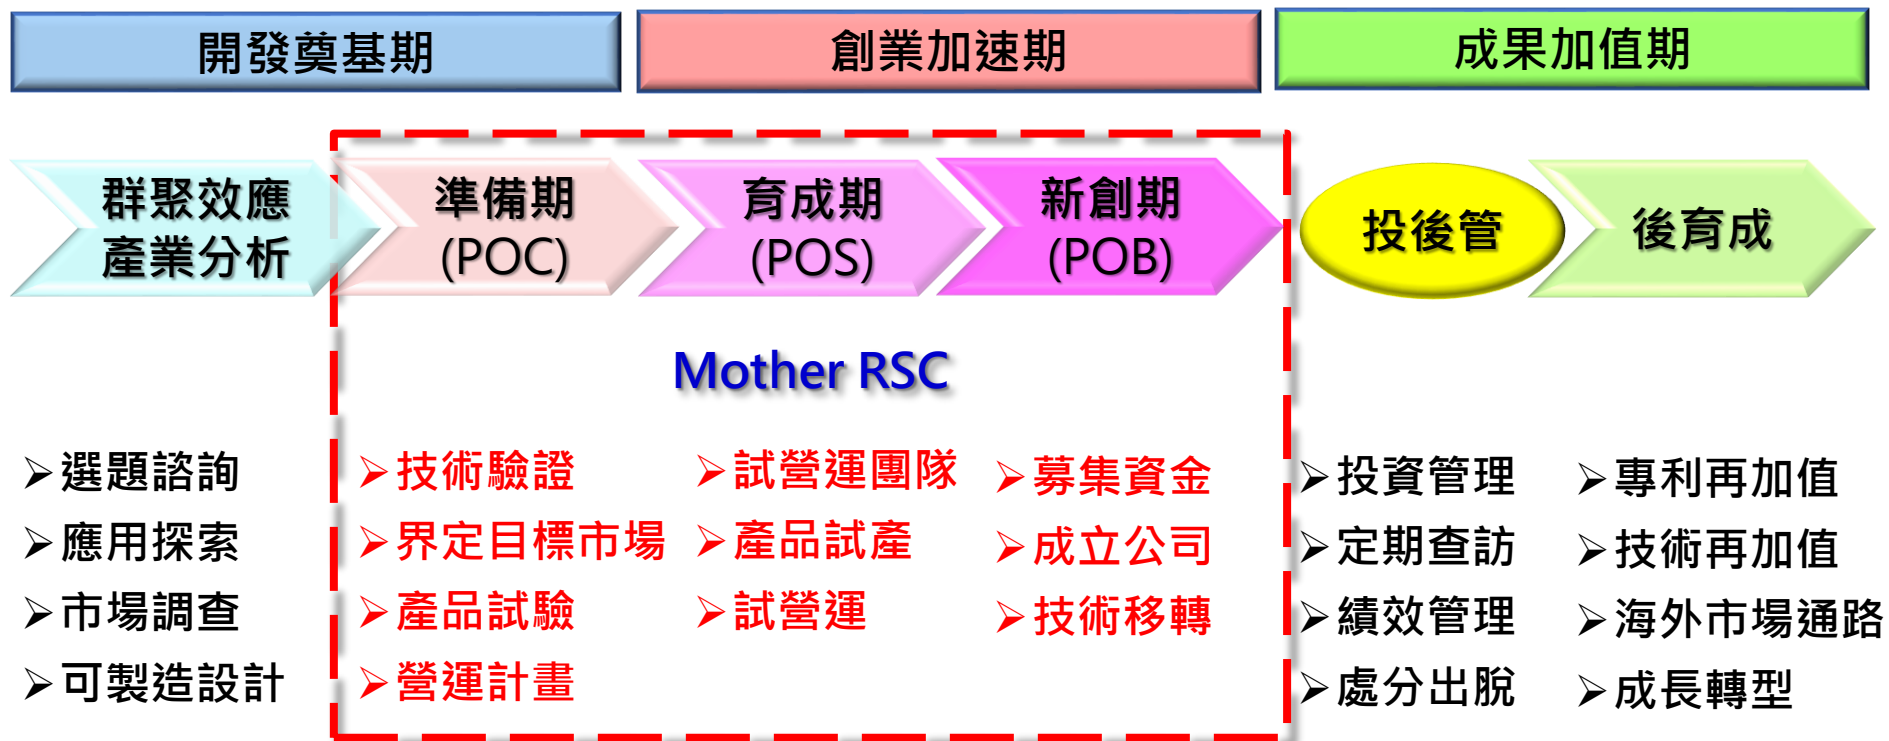 開發奠基期
創業加速期
成果加值期
群聚效應
產業分析
準備期
(POC)
育成期
(POS)
新創期
(POB)
投後管
後育成
Mother RSC
➢選題諮詢
➢應用探索
➢市場調查
➢可製造設計
➢技術驗證
➢界定目標市場
➢產品試驗
➢營運計畫
➢試營運團隊
➢產品試產
➢試營運
➢募集資金
➢成立公司
➢技術移轉
➢投資管理
➢定期查訪
➢績效管理
➢處分出脫
➢專利再加值
➢技術再加值
➢海外市場通路
➢成長轉型